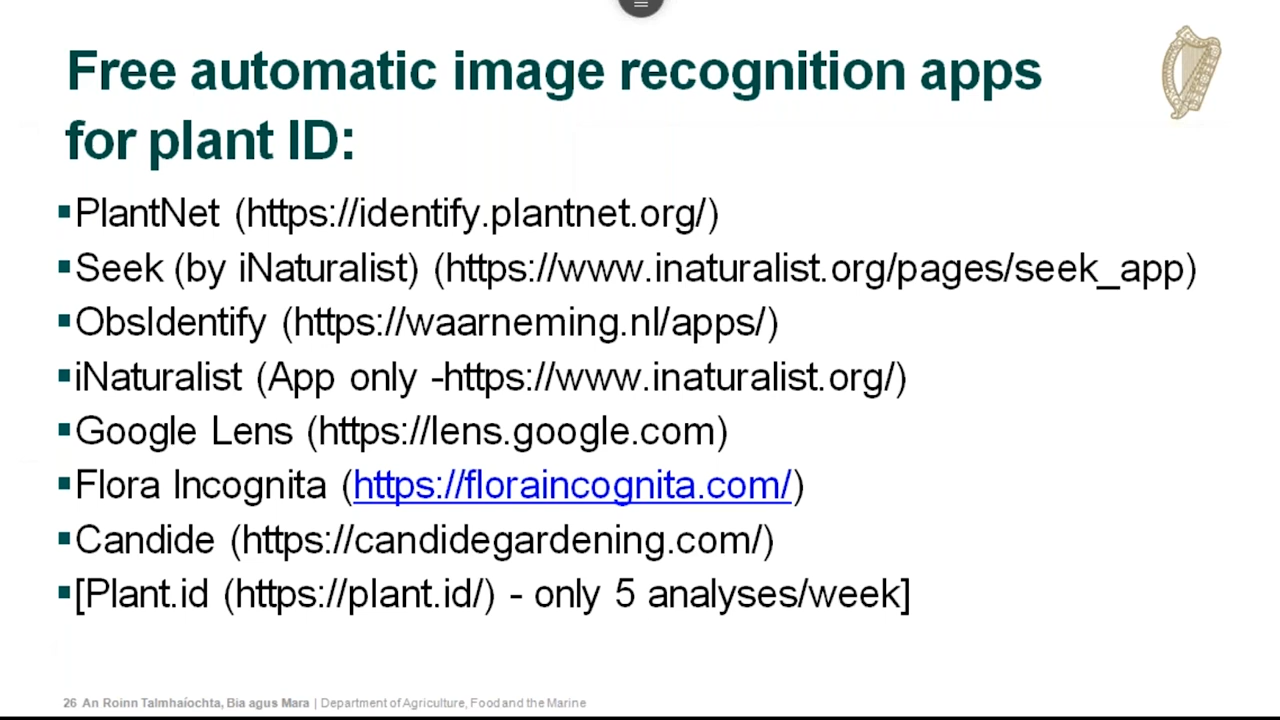 Free automatic image recognition apps
for plant ID:
▪PlantNet (https://identify.plantnet.org/)
▪Seek (by iNaturalist) (https://www.inaturalist.org/pages/seek_app)
▪ObsIdentify (https://waarneming.nl/apps/)
▪iNaturalist (App only -https://www.inaturalist.org/)
▪Google Lens (https://lens.google.com)
▪Flora Incognita (https://floraincognita.com/)
▪Candide (https://candidegardening.com/)
▪[Plant.id (https://plant.id/) - only 5 analyses/week]
26 An Roinn Talmhaíochta, Bia agus Mara | Department of Agriculture, Food and the Marine